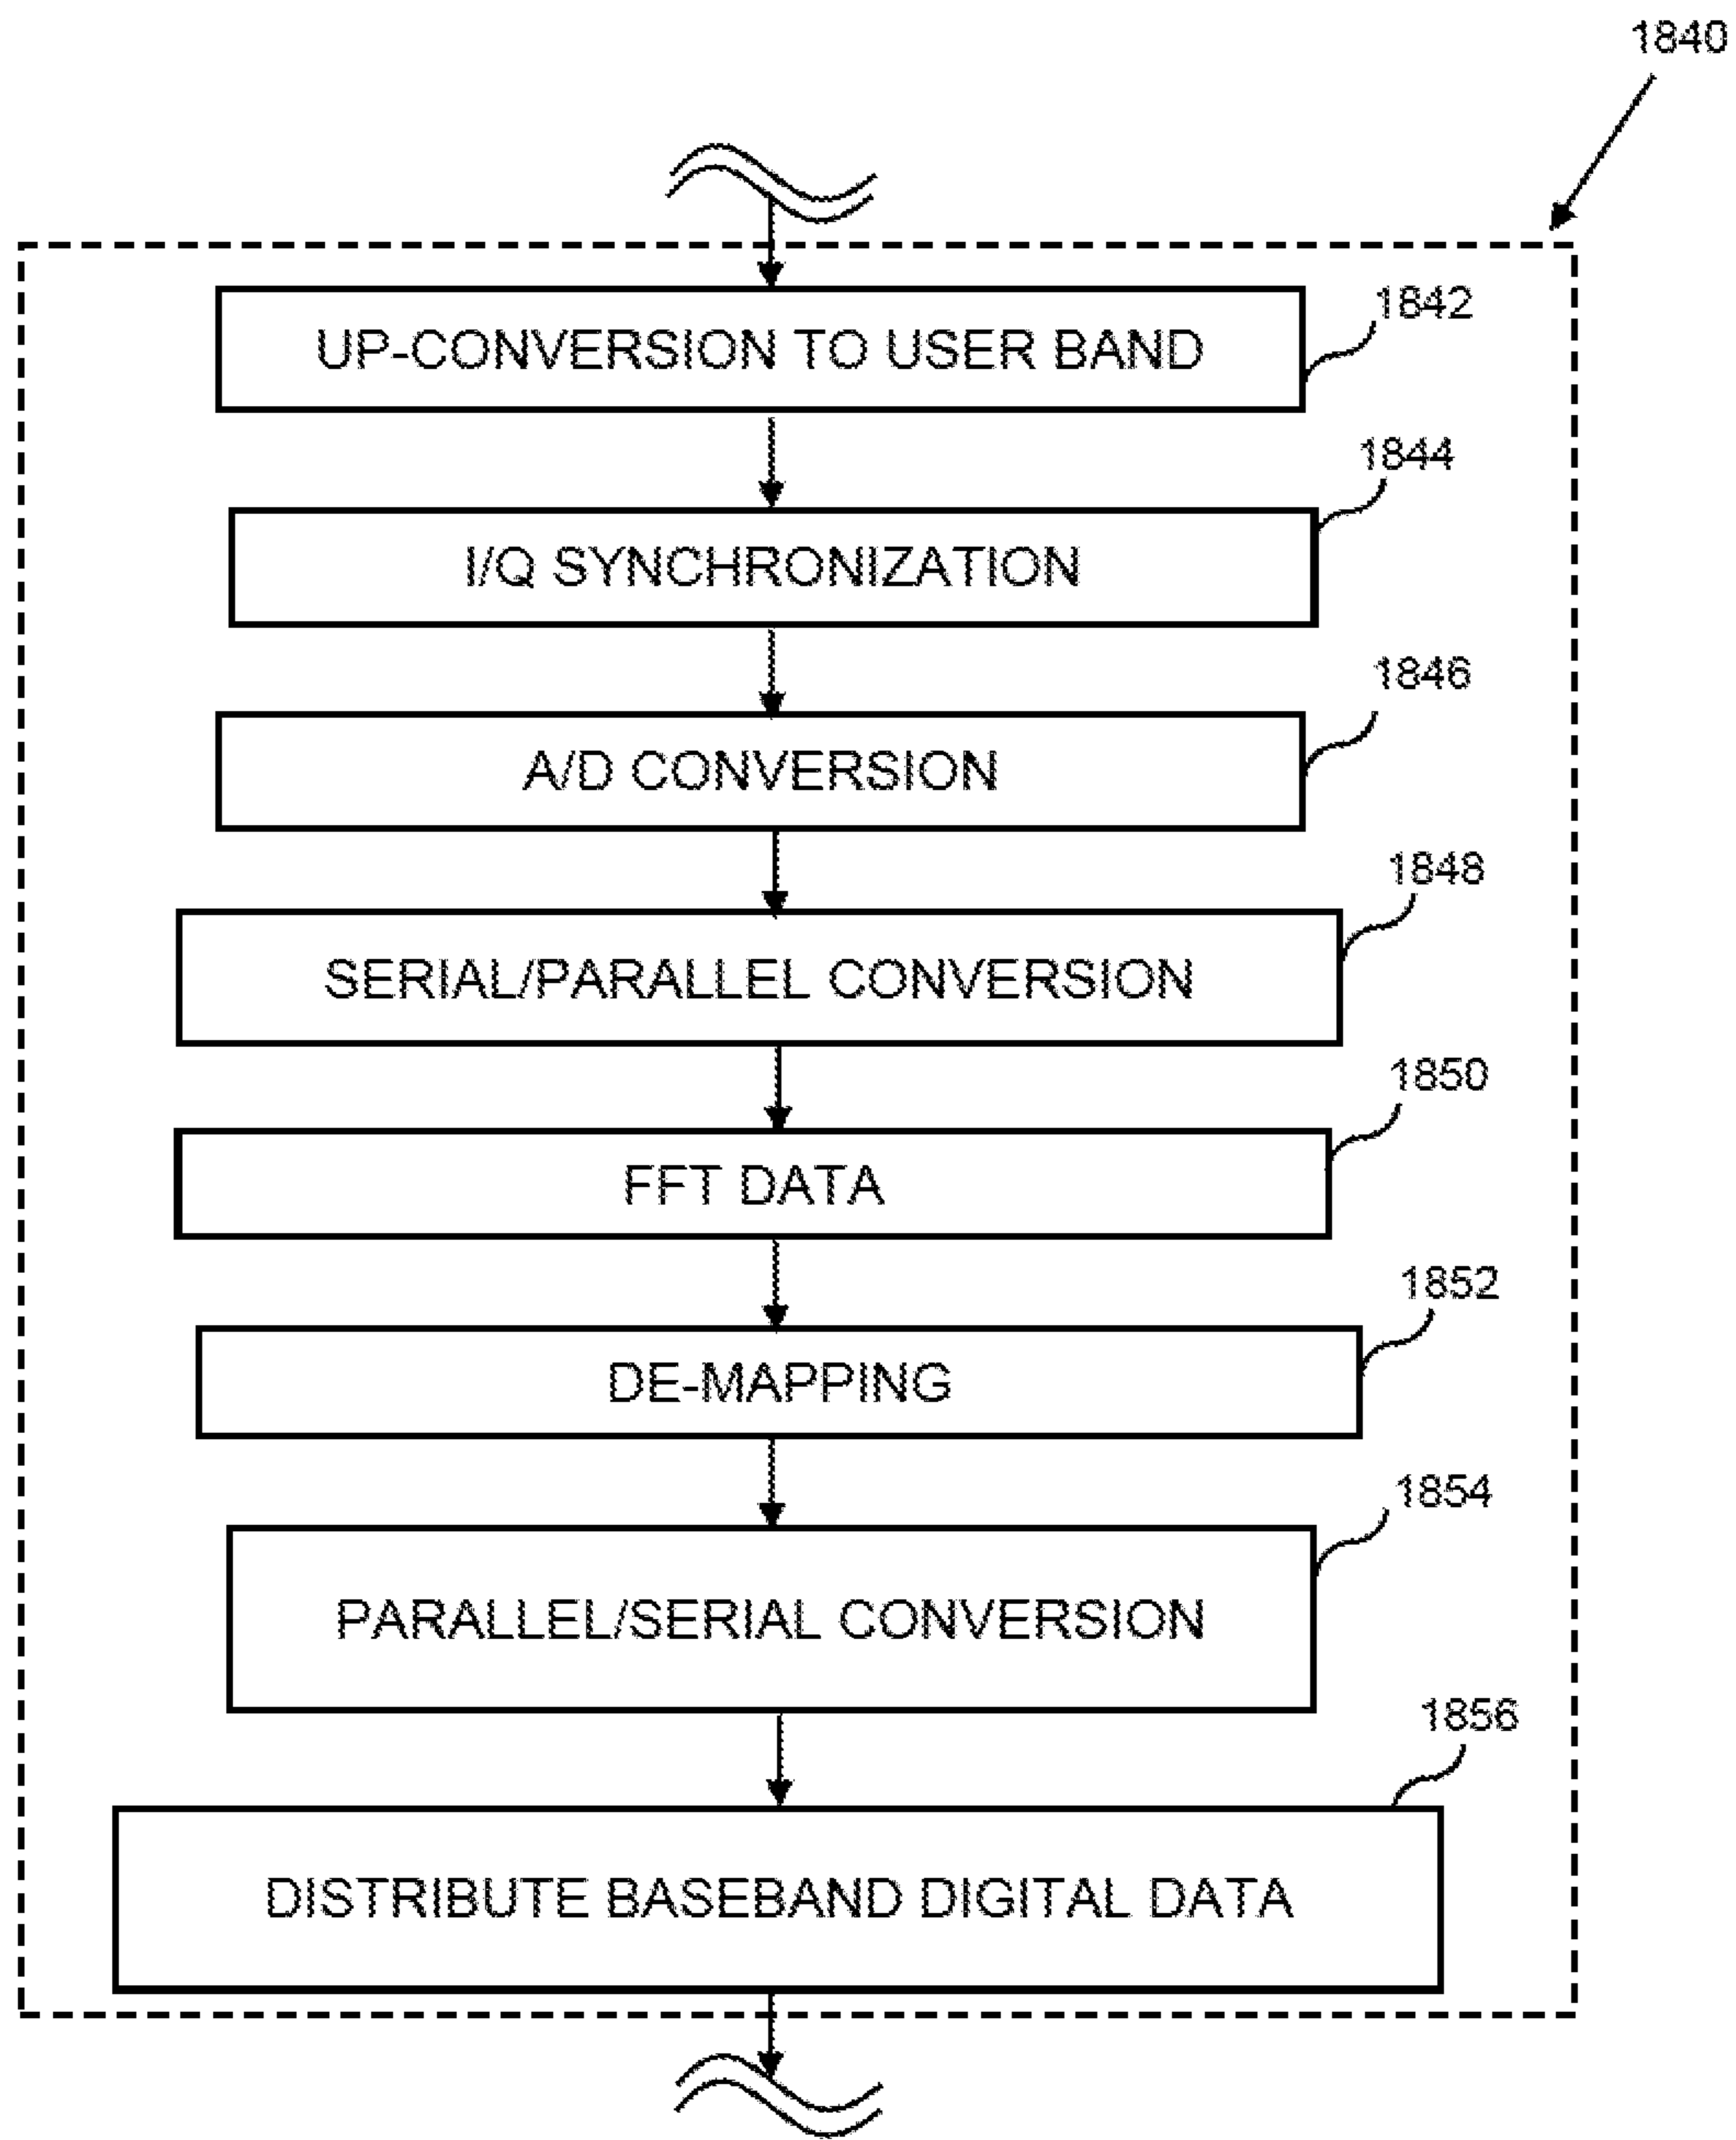 1840
UP-CONVERSION TO USER BAND
1842
I/Q SYNCHRONIZATION
1844
A/D CONVERSION
1846
SERIAL/PARALLEL CONVERSION
1848
FFT DATA
1850
DE-MAPPING
1852
PARALLEL/SERIAL CONVERSION
1854
DISTRIBUTE BASEBAND DIGITAL DATA
1856